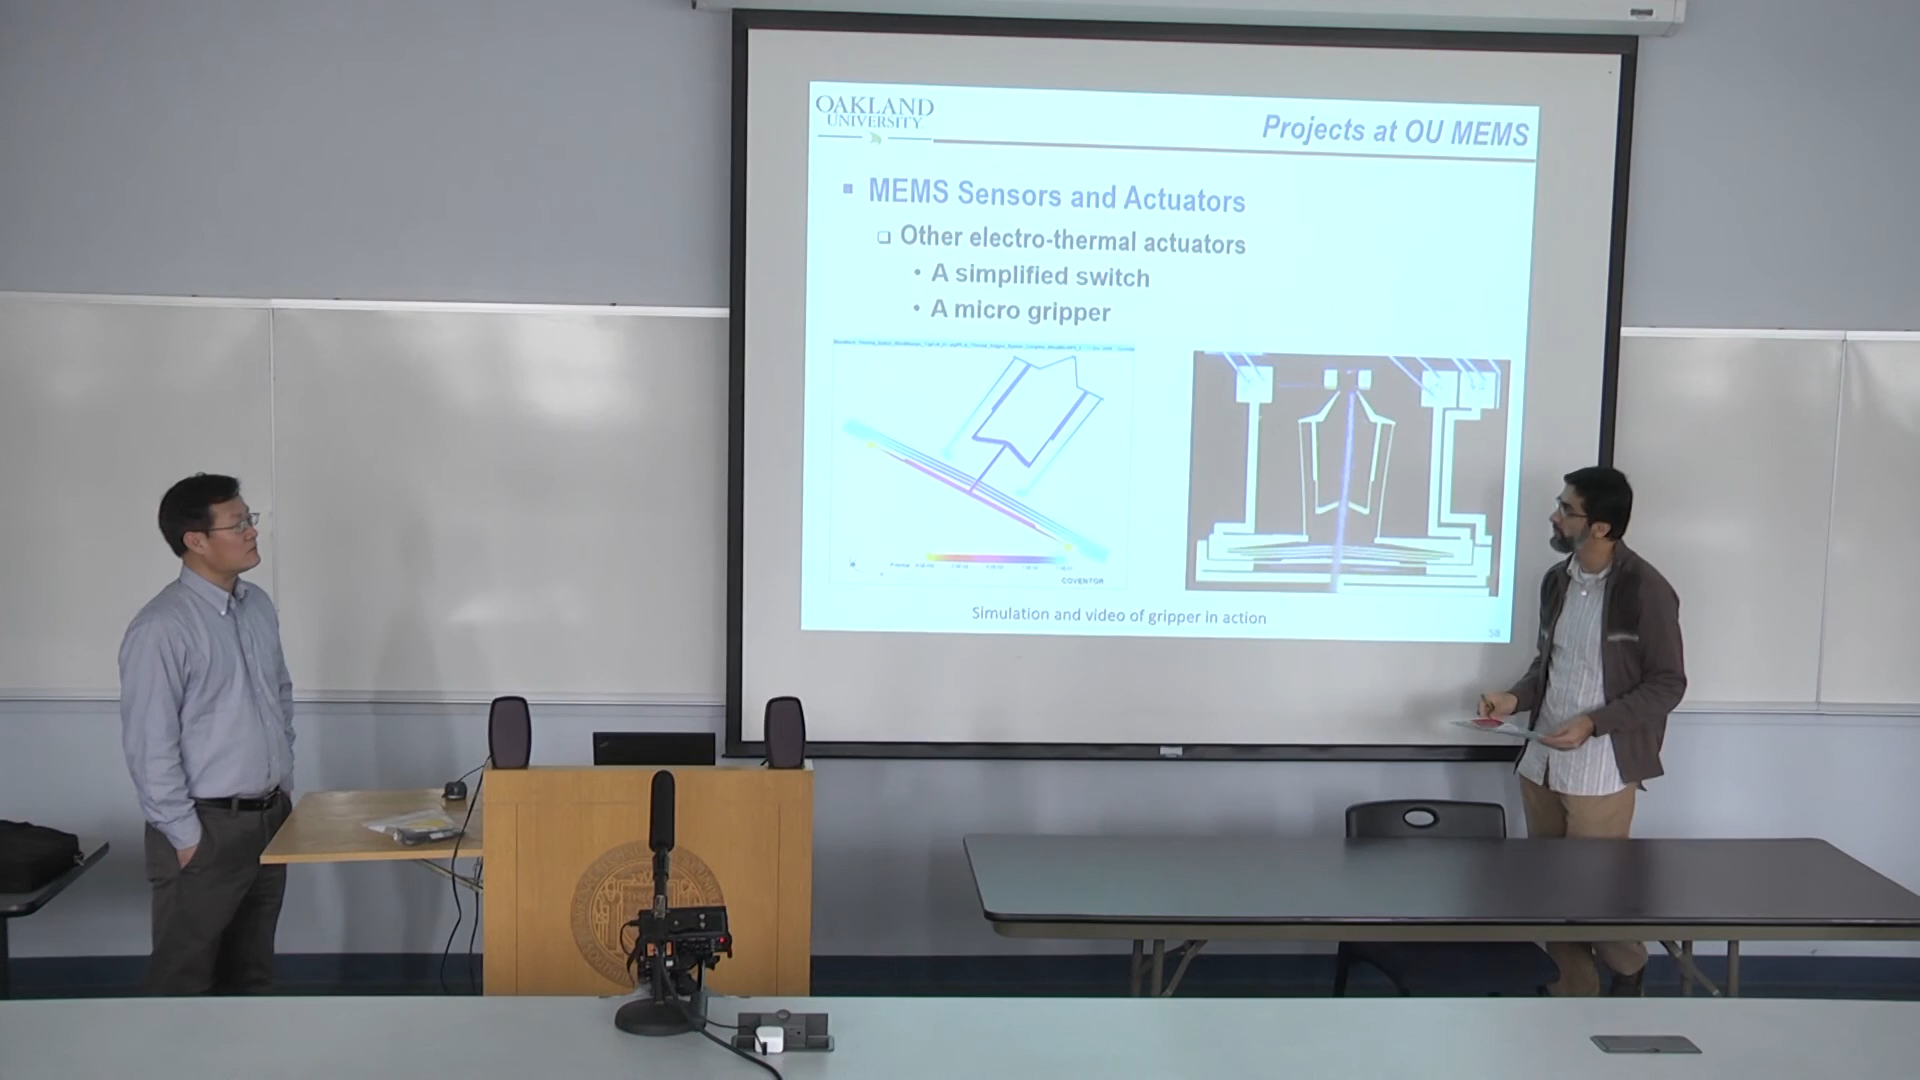 OAKLAND
UNIVERSITY
Projects at OU MEMS
MEMS Sensors and Actuators
Other electro-thermal actuators
A simplified switch
A micro gripper
COVENTOR
Simulation and video of gripper in action
58